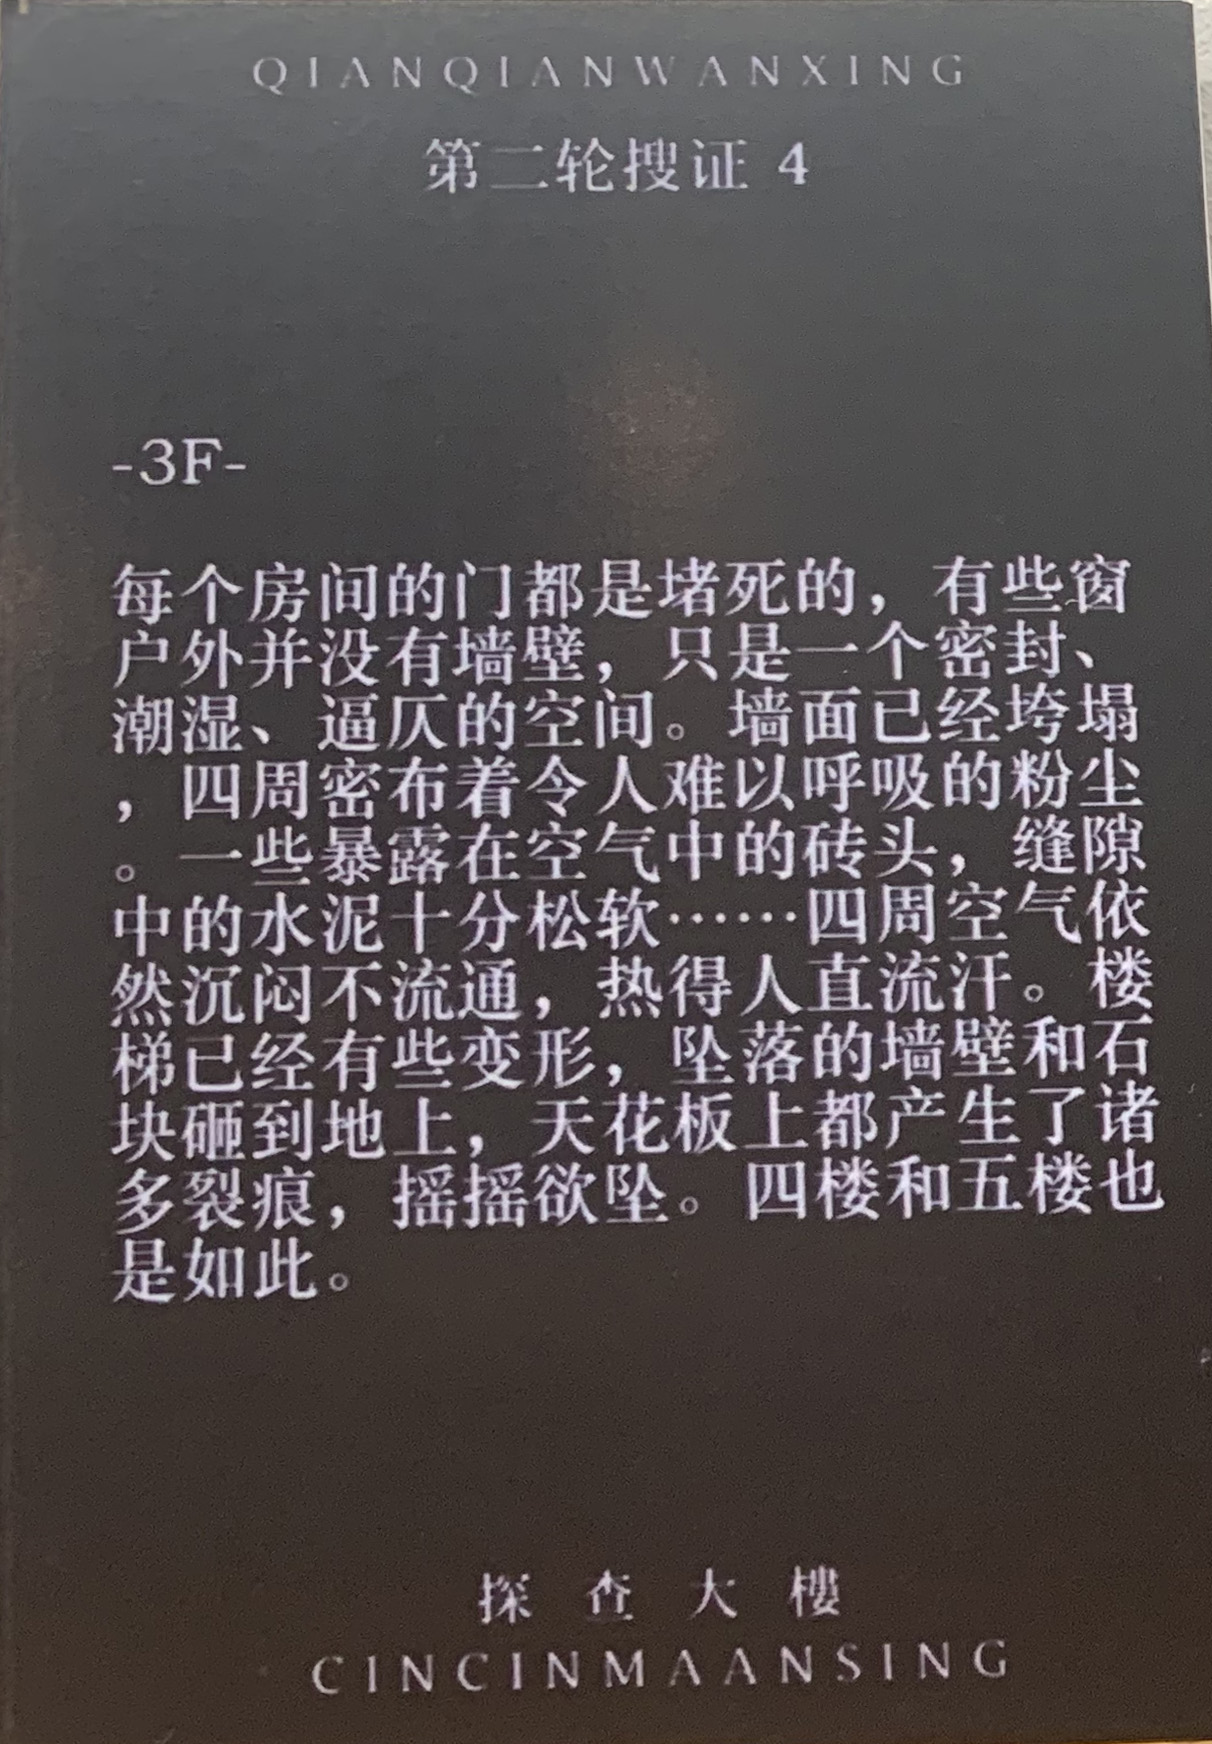 QIANQIANWANXING
第二轮搜证 4
-3F-
每个房间的门都是堵死的，有些窗
户外并没有墙壁，只是一个密封、
潮湿、逼仄的空间。墙面已经垮塌
，四周密布着令人难以呼吸的粉尘
。一些暴露在空气中的砖头，缝隙
中的水泥十分松软……四周空气依
然沉闷不流通，热得人直流汗。楼
梯已经有些变形，坠落的墙壁和石
块砸到地上，天花板上都产生了诸
多裂痕，摇摇欲坠。四楼和五楼也
是如此。
探查大樓
CINCINMAANSING